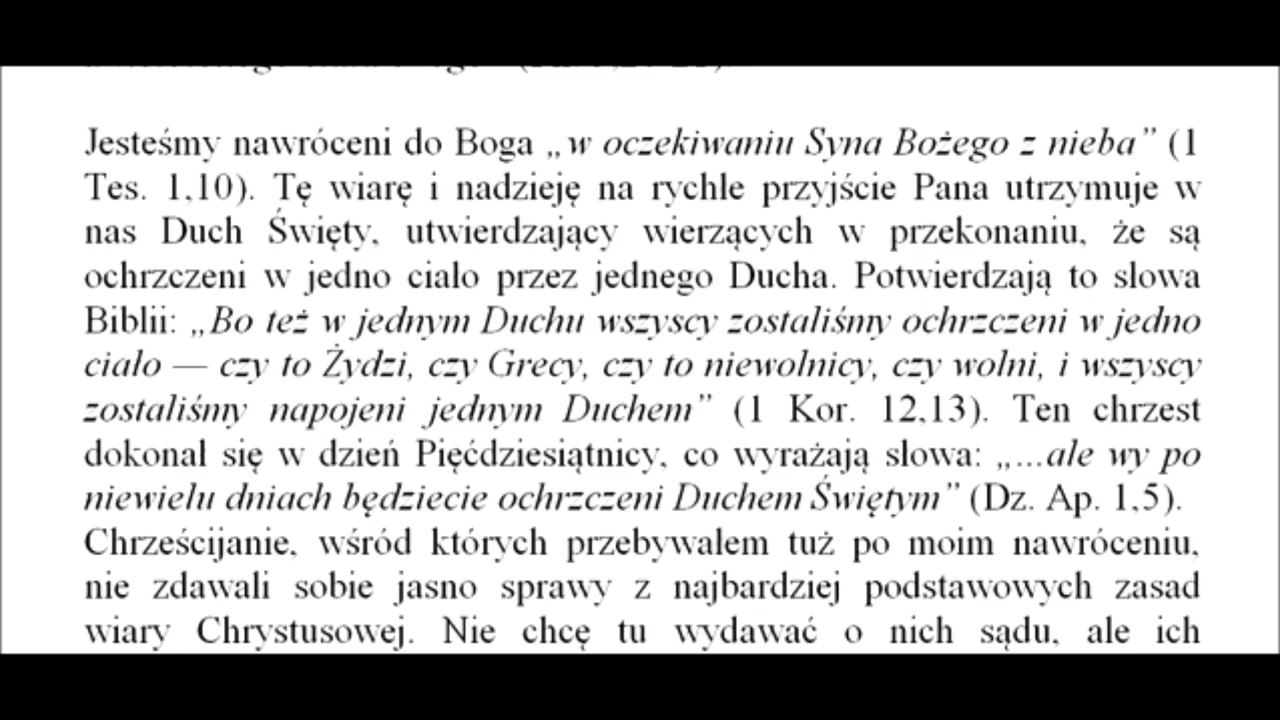 Jesteśmy nawróceni do Boga „w oczekiwaniu Syna Bożego z nieba” (1
Tes. 1,10). Tę wiarę i nadzieję na rychłe przyjście Pana utrzymuje w
nas Duch Święty, utwierdzający wierzących w przekonaniu, że są
ochrzczeni w jedno ciało przez jednego Ducha. Potwierdzają to słowa
Biblii: „Bo też w jednym Duchu wszyscy zostaliśmy ochrzczeni w jedno
ciało — czy to Żydzi, czy Grecy, czy to niewolnicy, czy wolni, i wszyscy
zostaliśmy napojeni jednym Duchem” (1 Kor. 12,13). Ten chrzest
dokonał się w dzień Pięćdziesiątnicy, co wyrażają słowa: „...ale wy po
niewielu dniach będziecie ochrzczeni Duchem Świętym” (Dz. Ap. 1,5).
Chrześcijanie, wśród których przebywałem tuż po moim nawróceniu,
nie zdawali sobie jasno sprawy z najbardziej podstawowych zasad
wiary Chrystusowej. Nie chcę tu wydawać o nich sądu, ale ich